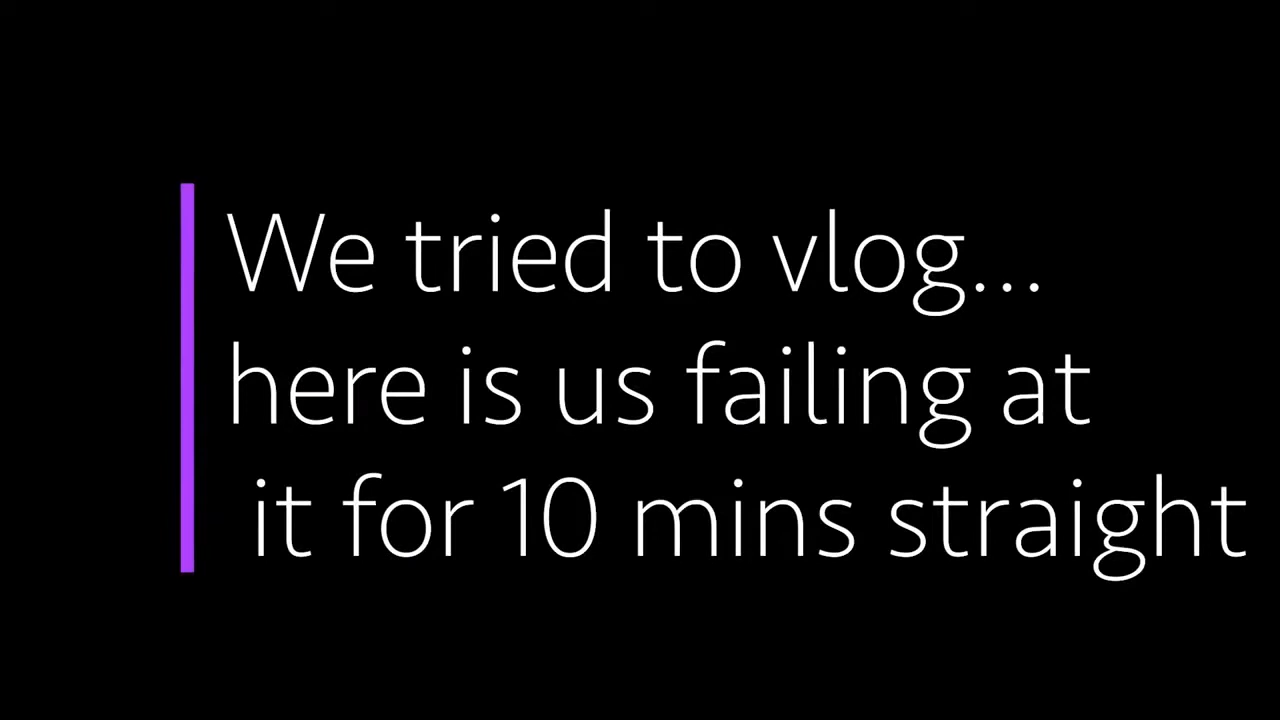 We tried to vlog...
here is us failing at
it for 10 mins straight